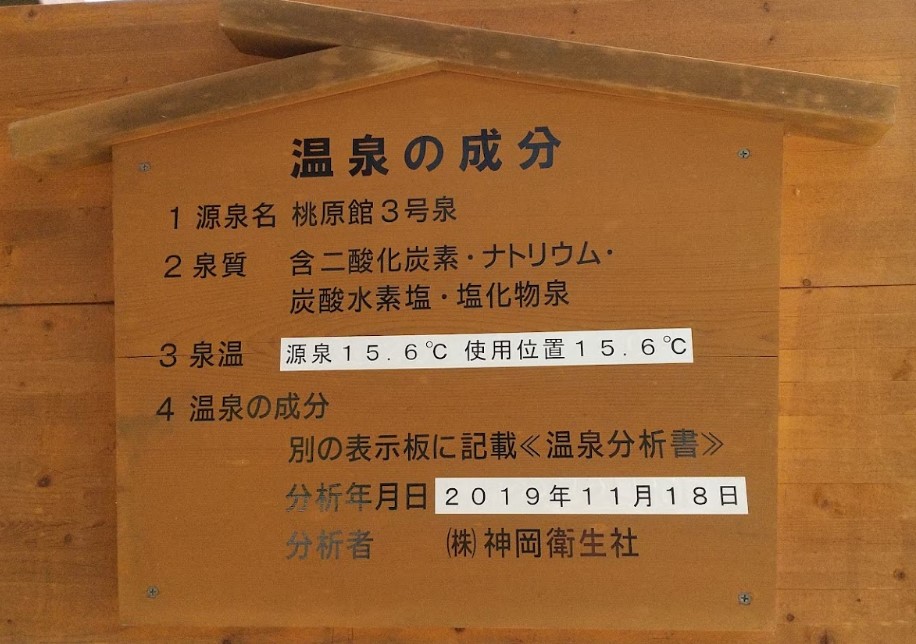 温泉の成分
1 源泉名 桃原館3号泉
2 泉質 含二酸化炭素・ナトリウム・
炭酸水素塩・塩化物泉
3 泉温 源泉15.6℃ 使用位置15.6℃
4 温泉の成分
別の表示板に記載≪温泉分析書≫
分析年月日 2019年11月18日
分析者 ㈱神岡衛生社